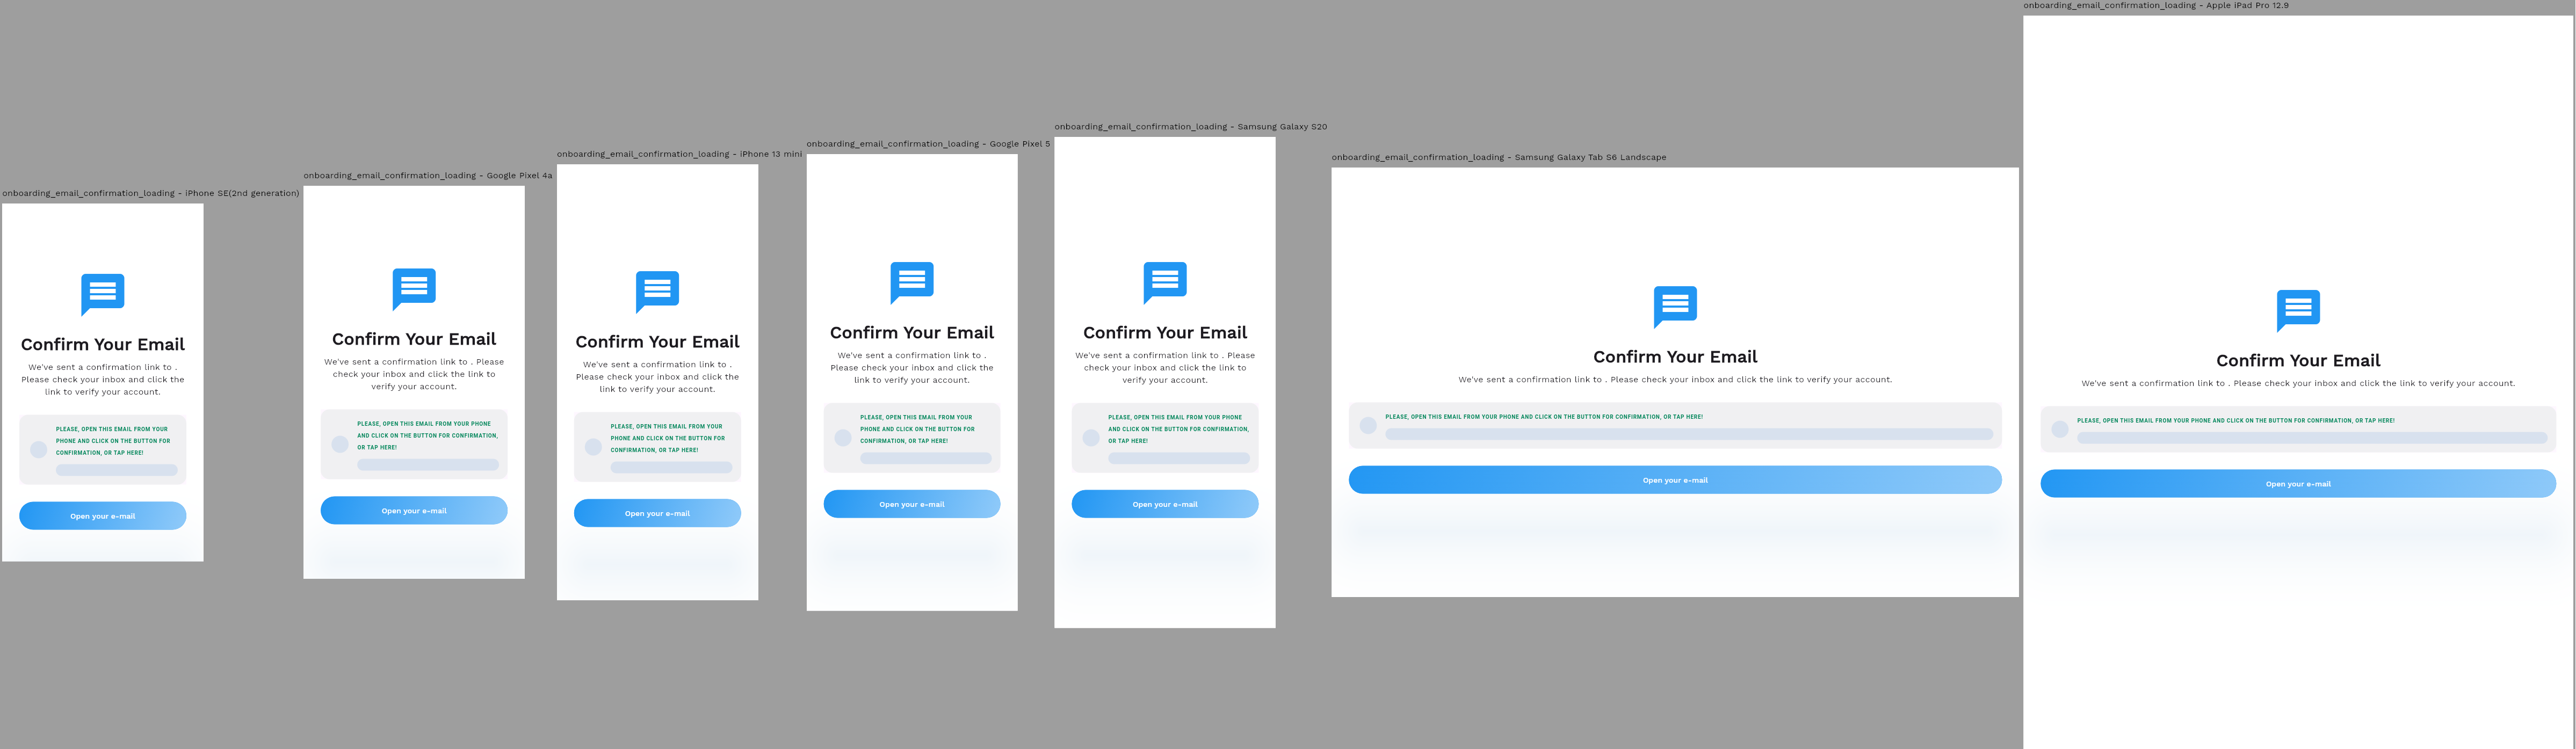 onboarding_email_confirmation_loading - iPhone SE(2nd generation)
Confirm Your Email
We've sent a confirmation link to .
Please check your inbox and click the
link to verify your account.
PLEASE, OPEN THIS EMAIL FROM YOUR
PHONE AND CLICK ON THE BUTTON FOR
CONFIRMATION, OR TAP HERE!
Open your e-mail
onboarding_email_confirmation_loading - Google Pixel 4a
Confirm Your Email
We've sent a confirmation link to . Please
check your inbox and click the link to
verify your account.
PLEASE, OPEN THIS EMAIL FROM YOUR PHONE
AND CLICK ON THE BUTTON FOR CONFIRMATION,
OR TAP HERE!
Open your e-mail
onboarding_email_confirmation_loading - iPhone 13 mini
Confirm Your Email
We've sent a confirmation link to .
Please check your inbox and click the
link to verify your account.
PLEASE, OPEN THIS EMAIL FROM YOUR
PHONE AND CLICK ON THE BUTTON FOR
CONFIRMATION, OR TAP HERE!
Open your e-mail
onboarding_email_confirmation_loading - Google Pixel 5
Confirm Your Email
We've sent a confirmation link to .
Please check your inbox and click the
link to verify your account.
PLEASE, OPEN THIS EMAIL FROM YOUR
PHONE AND CLICK ON THE BUTTON FOR
CONFIRMATION, OR TAP HERE!
Open your e-mail
onboarding_email_confirmation_loading - Samsung Galaxy S20
Confirm Your Email
We've sent a confirmation link to . Please
check your inbox and click the link to
verify your account.
PLEASE, OPEN THIS EMAIL FROM YOUR PHONE
AND CLICK ON THE BUTTON FOR CONFIRMATION,
OR TAP HERE!
Open your e-mail
onboarding_email_confirmation_loading - Samsung Galaxy Tab S6 Landscape
Confirm Your Email
We've sent a confirmation link to . Please check your inbox and click the link to verify your account.
PLEASE, OPEN THIS EMAIL FROM YOUR PHONE AND CLICK ON THE BUTTON FOR CONFIRMATION, OR TAP HERE!
Open your e-mail
onboarding_email_confirmation_loading - Apple iPad Pro 12.9
Confirm Your Email
We've sent a confirmation link to . Please check your inbox and click the link to verify your account.
PLEASE, OPEN THIS EMAIL FROM YOUR PHONE AND CLICK ON THE BUTTON FOR CONFIRMATION, OR TAP HERE!
Open your e-mail